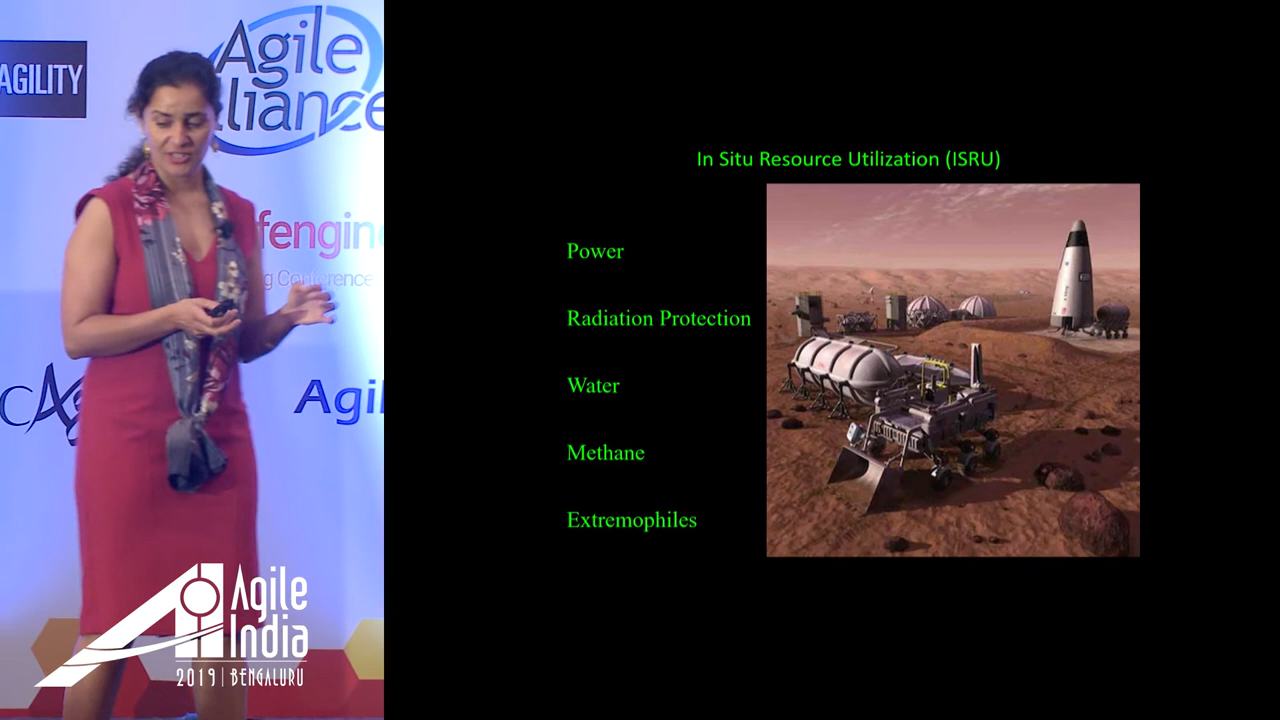 AGILITY
Agile
lliance
fengin
g Conference
Agil
Agile
India
2019 | BENGALURU
In Situ Resource Utilization (ISRU)
Power
Radiation Protection
Water
Methane
Extremophiles